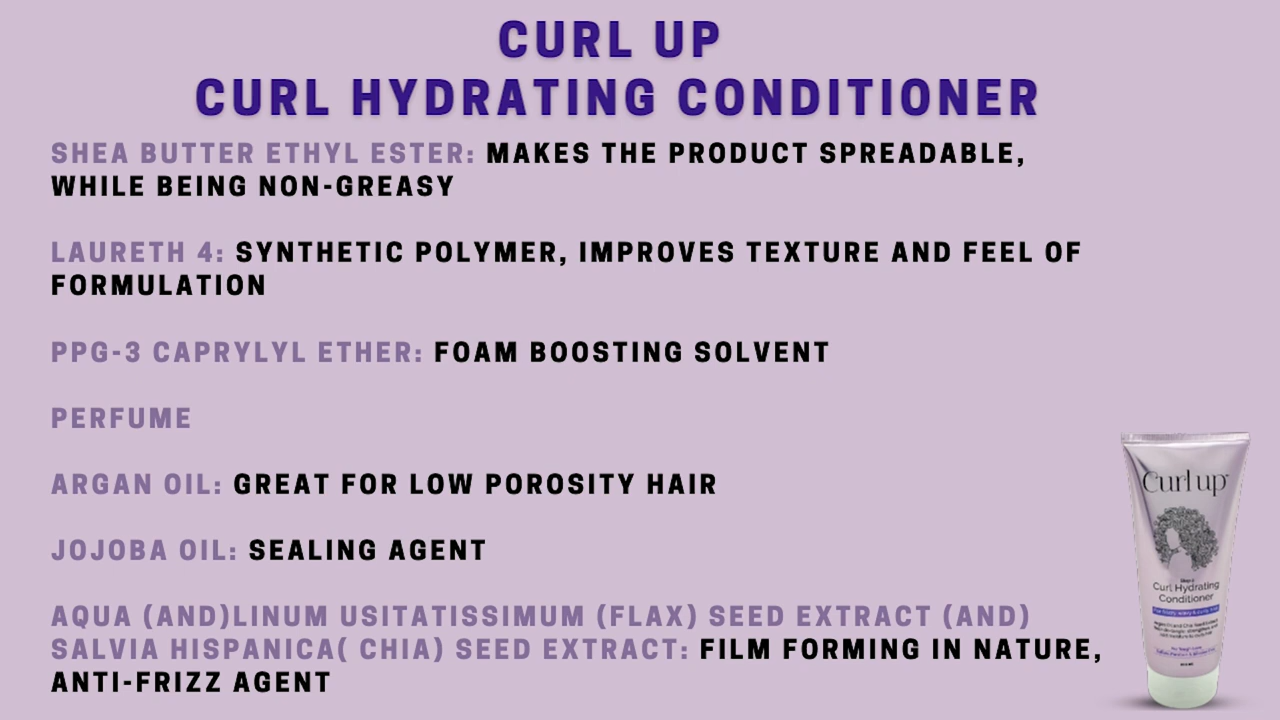 CURL UP
CURL HYDRATING CONDITIONER
SHEA BUTTER ETHYL ESTER: MAKES THE PRODUCT SPREADABLE,
WHILE BEING NON-GREASY
LAURETH 4: SYNTHETIC POLYMER, IMPROVES TEXTURE AND FEEL OF
FORMULATION
PPG-3 CAPRYLYL ETHER: FOAM BOOSTING SOLVENT
PERFUME
ARGAN OIL: GREAT FOR LOW POROSITY HAIR
JOJOBA OIL: SEALING AGENT
AQUA (AND)LINUM USITATISSIMUM (FLAX) SEED EXTRACT (AND)
SALVIA HISPANICA( CHIA) SEED EXTRACT: FILM FORMING IN NATURE,
ANTI-FRIZZ AGENT
Curl up
Curl Hydrating
Conditioner